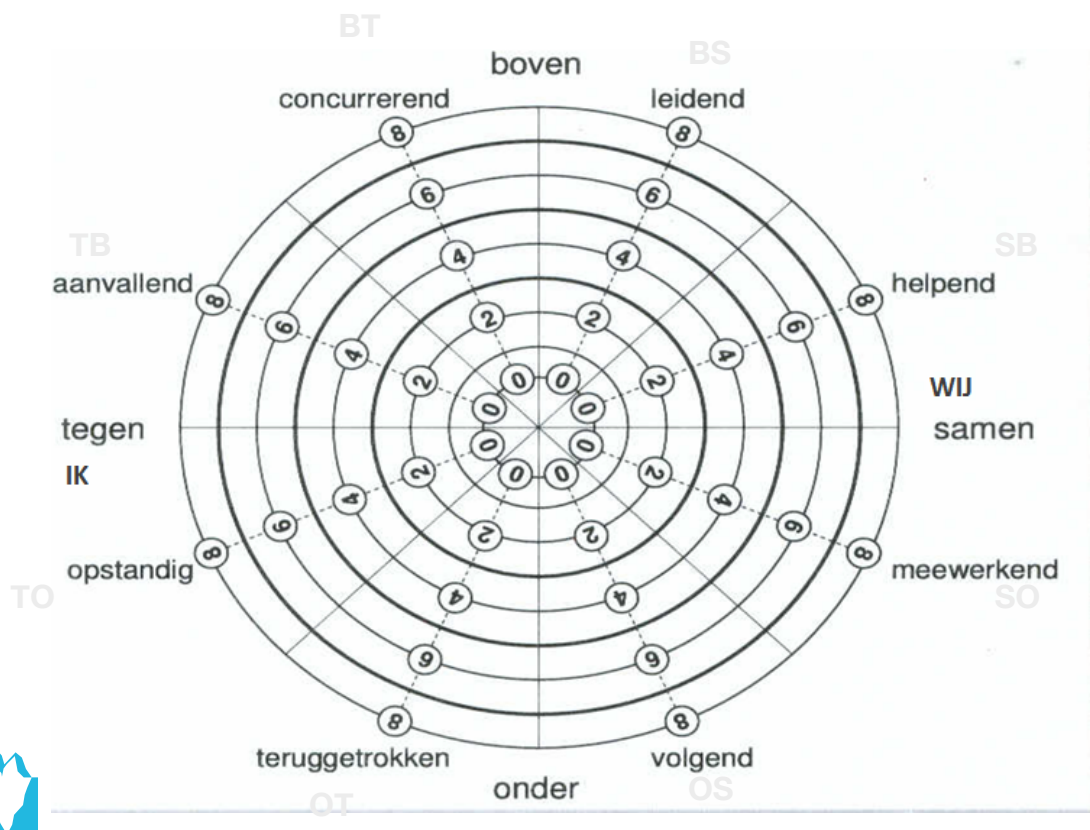 BT
BS
boven
concurrerend
leidend
8 8
6 6
TB
SB
4 4
aanvallend
helpend
8 8
2 2
6 6
4 4
0 0
2 2
WIJ
0 0
tegen
samen
0 0
IK
2 2
0 0
4 4
6 6
2 2
8 8
opstandig
meewerkend
TO
SO
4 4
6 6
8 8
teruggetrokken
volgend
onder
OT
OS